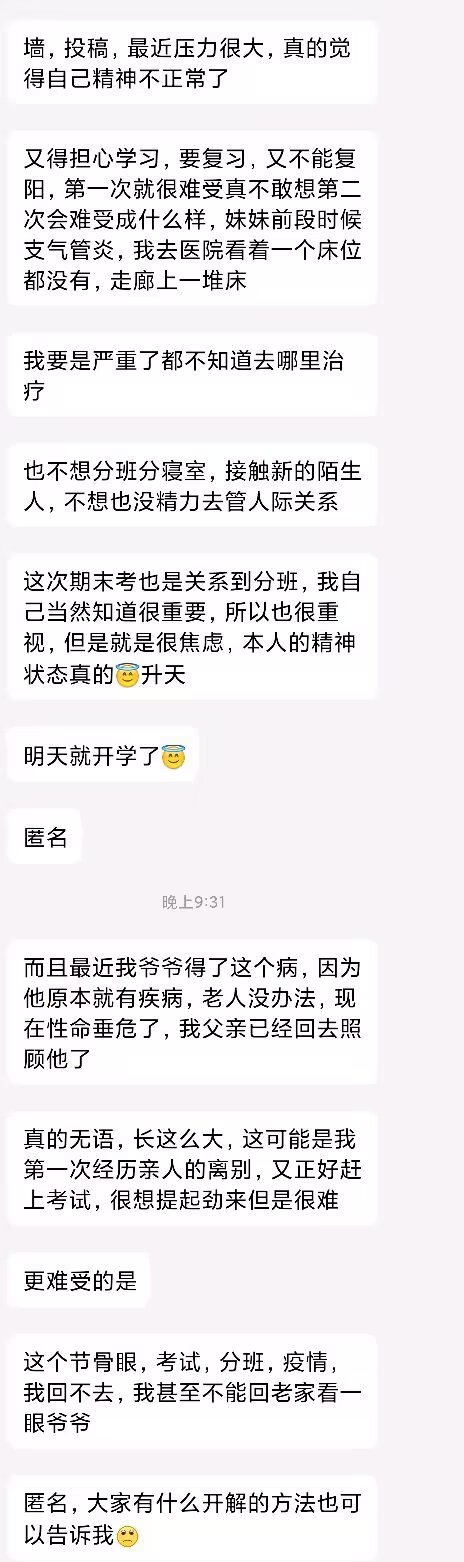 墙，投稿，最近压力很大，真的觉
得自己精神不正常了
又得担心学习，要复习，又不能复
阳，第一次就很难受真不敢想第二
次会难受成什么样，妹妹前段时候
支气管炎，我去医院看着一个床位
都没有，走廊上一堆床
我要是严重了都不知道去哪里治
疗
也不想分班分寝室，接触新的陌生
人，不想也没精力去管人际关系
这次期末考也是关系到分班，我自
己当然知道很重要，所以也很重
视，但是就是很焦虑，本人的精神
状态真的😇升天
明天就开学了😇
匿名
晚上9:31
而且最近我爷爷得了这个病，因为
他原本就有疾病，老人没办法，现
在性命垂危了，我父亲已经回去照
顾他了
真的无语，长这么大，这可能是我
第一次经历亲人的离别，又正好赶
上考试，很想提起劲来但是很难
更难受的是
这个节骨眼，考试，分班，疫情，
我回不去，我甚至不能回老家看一
眼爷爷
匿名，大家有什么开解的方法也可
以告诉我😟